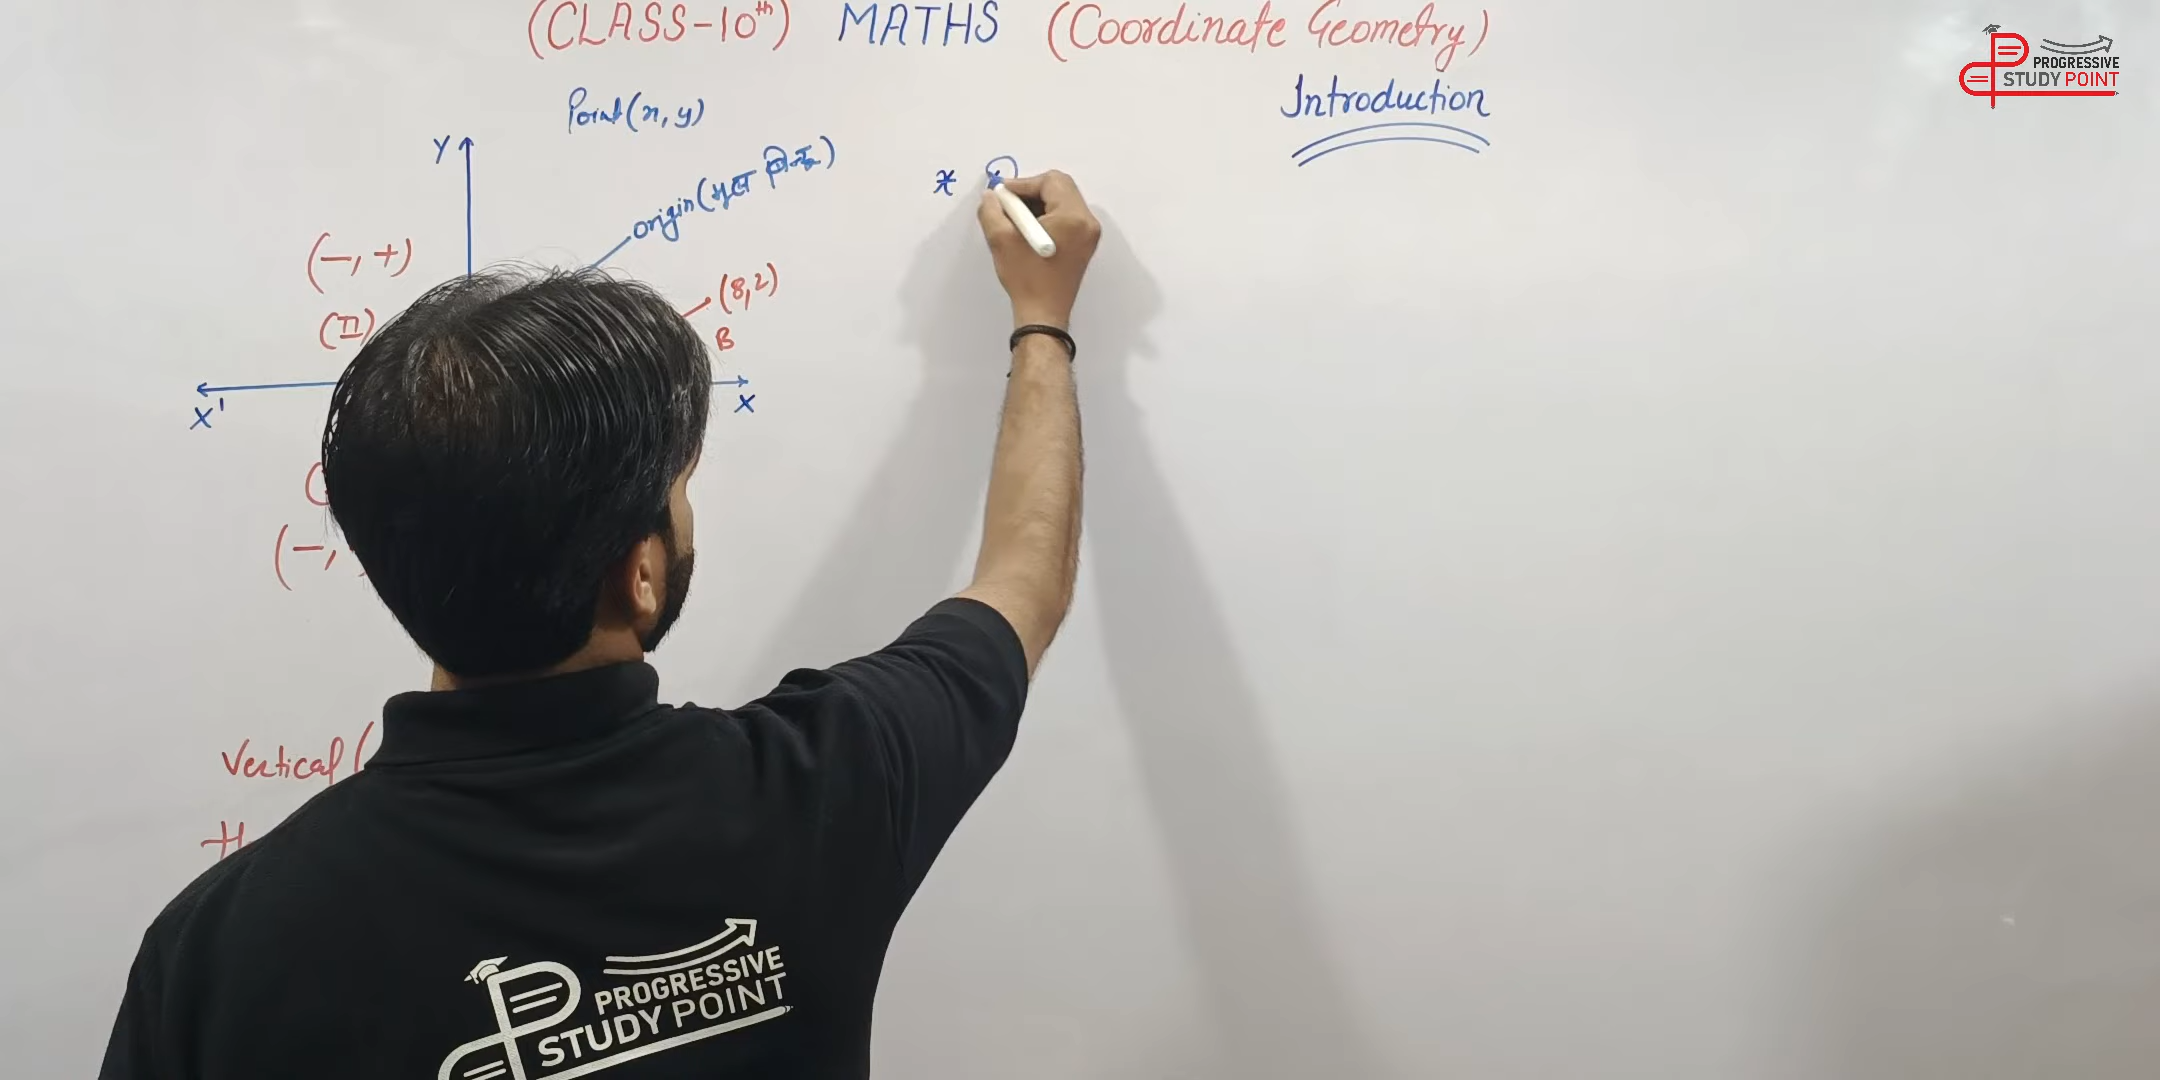 (CLASS-10th) MATHS (Coordinate Geometry)
Introduction
Point (x, y)
Y
origin (मूल बिन्दु)
*
(-, +)
(8,2)
(II)
B
X'
X
(-,
Vertical (
PROGRESSIVE
STUDY POINT
PROGRESSIVE
STUDY POINT